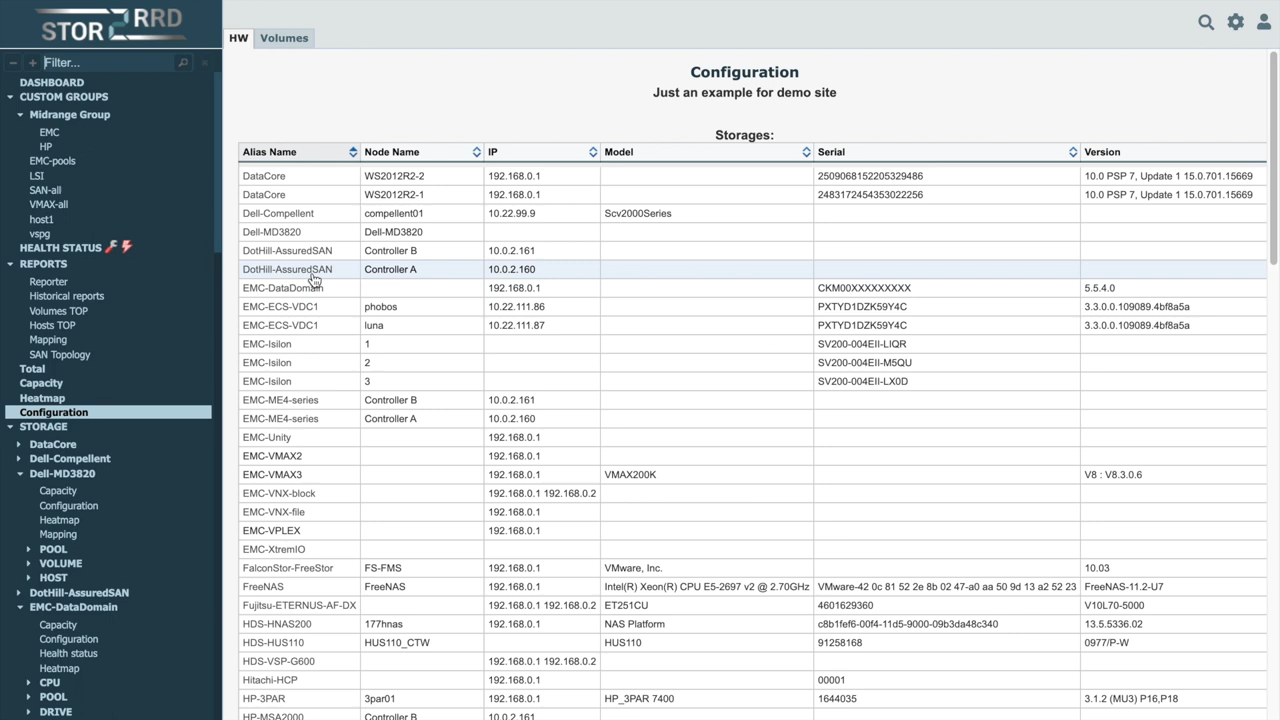 STOR2RRD
Filter...
DASHBOARD
CUSTOM GROUPS
Midrange Group
EMC
HP
EMC-pools
LSI
SAN-all
VMAX-all
host1
vspg
HEALTH STATUS
REPORTS
Reporter
Historical reports
Volumes TOP
Hosts TOP
Mapping
SAN Topology
Total
Capacity
Heatmap
Configuration
STORAGE
DataCore
Dell-Compellent
Dell-MD3820
Capacity
Configuration
Heatmap
Mapping
POOL
VOLUME
HOST
DotHill-AssuredSAN
EMC-DataDomain
Capacity
Configuration
Health status
Heatmap
CPU
POOL
DRIVE
HW Volumes
Configuration
Just an example for demo site
Storages:
Alias Name Node Name IP Model Serial Version
DataCore WS2012R2-2 192.168.0.1 2509068152205329486 10.0 PSP 7, Update 1 15.0.701.15669
DataCore WS2012R2-1 192.168.0.1 2483172454353022256 10.0 PSP 7, Update 1 15.0.701.15669
Dell-Compellent compellent01 10.22.99.9 Scv2000Series
Dell-MD3820 Dell-MD3820
DotHill-AssuredSAN Controller B 10.0.2.161
DotHill-AssuredSAN Controller A 10.0.2.160
EMC-DataDomain 192.168.0.1 CKM00XXXXXXXXX 5.5.4.0
EMC-ECS-VDC1 phobos 10.22.111.86 PXTYD1DZK59Y4C 3.3.0.0.109089.4bf8a5a
EMC-ECS-VDC1 luna 10.22.111.87 PXTYD1DZK59Y4C 3.3.0.0.109089.4bf8a5a
EMC-Isilon 1 SV200-004EII-LIQR
EMC-Isilon 2 SV200-004EII-M5QU
EMC-Isilon 3 SV200-004EII-LX0D
EMC-ME4-series Controller B 10.0.2.161
EMC-ME4-series Controller A 10.0.2.160
EMC-Unity 192.168.0.1
EMC-VMAX2 192.168.0.1
EMC-VMAX3 192.168.0.1 VMAX200K V8 : V8.3.0.6
EMC-VNX-block 192.168.0.1 192.168.0.2
EMC-VNX-file 192.168.0.1
EMC-VPLEX 192.168.0.1
EMC-XtremIO
FalconStor-FreeStor FS-FMS 192.168.0.1 VMware, Inc. 10.03
FreeNAS FreeNAS 192.168.0.1 Intel(R) Xeon(R) CPU E5-2697 v2 @ 2.70GHz VMware-42 0c 81 52 2e 8b 02 47-a0 aa 50 9d 13 a2 52 23 FreeNAS-11.2-U7
Fujitsu-ETERNUS-AF-DX 192.168.0.1 192.168.0.2 ET251CU 4601629360 V10L70-5000
HDS-HNAS200 177hnas 192.168.0.1 NAS Platform c8b1fef6-00f4-11d5-9000-09b3da48c340 13.5.5336.02
HDS-HUS110 HUS110_CTW HUS110 91258168 0977/P-W
HDS-VSP-G600 192.168.0.1 192.168.0.2
Hitachi-HCP 192.168.0.1 00001
HP-3PAR 3par01 192.168.0.1 HP_3PAR 7400 1644035 3.1.2 (MU3) P16,P18
HP-MSA2000 Controller B 10.0.2.161